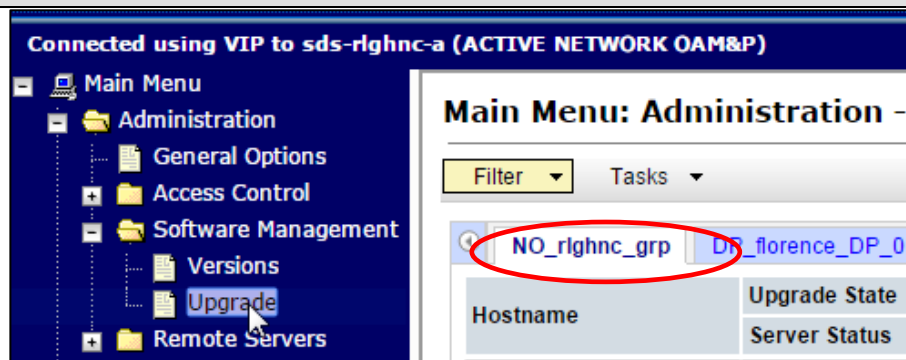 Connected using VIP to sds-rlghnc-a (ACTIVE NETWORK OAM&P)
Main Menu
Administration
General Options
Access Control
Software Management
Versions
Upgrade
Remote Servers
Main Menu: Administration -
Filter Tasks
NO_rlghnc_grp DP_florence_DP_0
Hostname
Upgrade State
Server Status